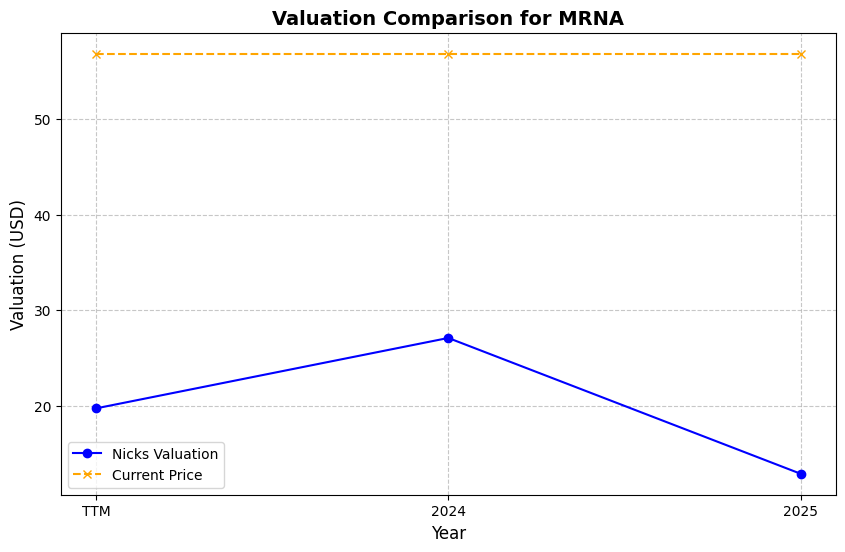 Valuation Comparison for MRNA
Valuation (USD)
50
40
30
20
Nicks Valuation
Current Price
TTM 2024 2025
Year